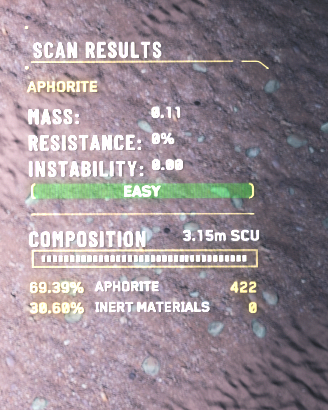 SCAN RESULTS
APHORITE
MASS: 0.11
RESISTANCE: 0%
INSTABILITY: 0.00
EASY
COMPOSITION 3.15m SCU
69.39% APHORITE 422
30.60% INERT MATERIALS 0